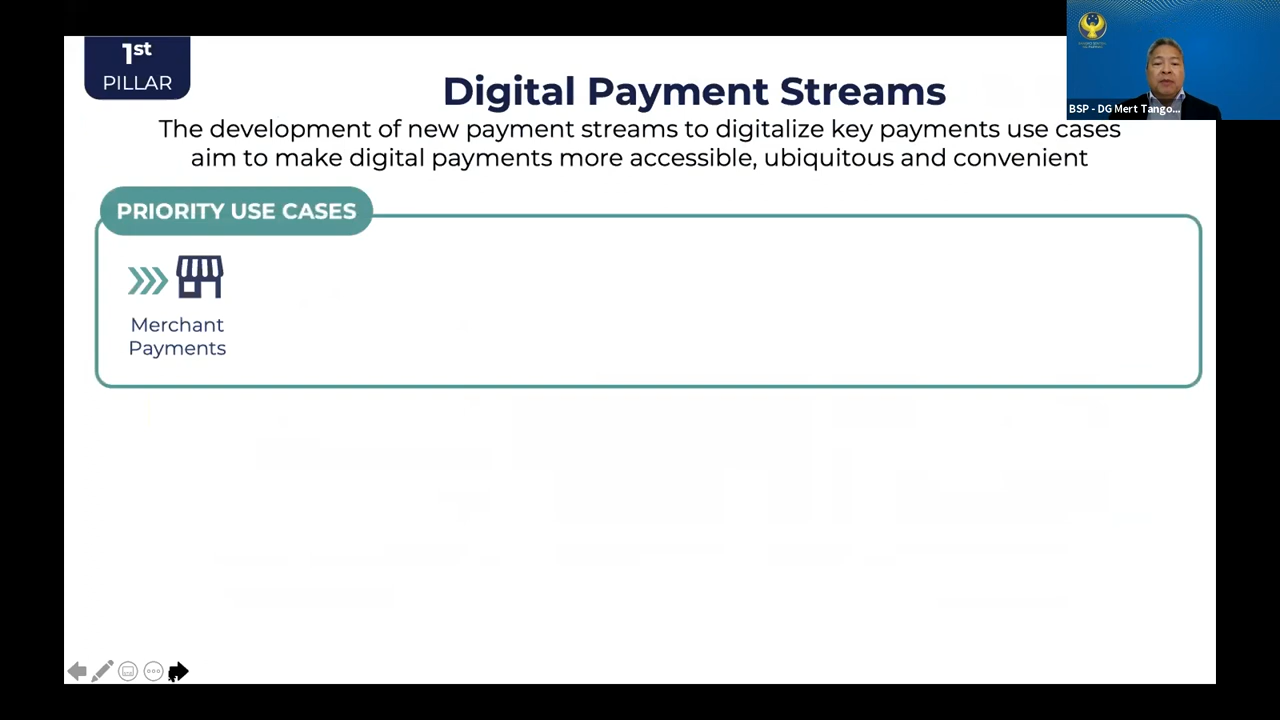 1st
PILLAR
Digital Payment Streams
The development of new payment streams to digitalize key payments use cases
aim to make digital payments more accessible, ubiquitous and convenient
BSP - DG Mert Tango...
PRIORITY USE CASES
Merchant
Payments